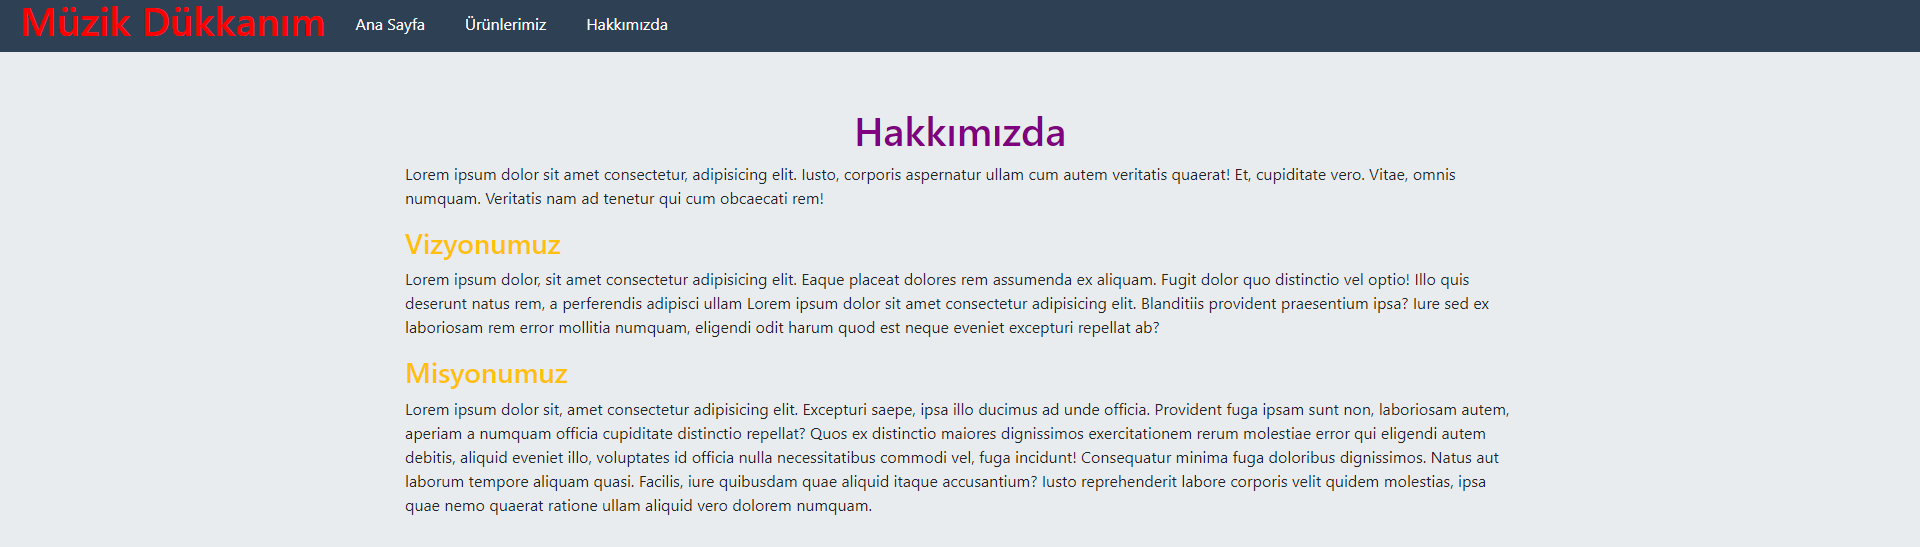 Müzik Dükkanım Ana Sayfa Ürünlerimiz Hakkımızda
Hakkımızda
Lorem ipsum dolor sit amet consectetur, adipisicing elit. Iusto, corporis aspernatur ullam cum autem veritatis quaerat! Et, cupiditate vero. Vitae, omnis
numquam. Veritatis nam ad tenetur qui cum obcaecati rem!
Vizyonumuz
Lorem ipsum dolor, sit amet consectetur adipisicing elit. Eaque placeat dolores rem assumenda ex aliquam. Fugit dolor quo distinctio vel optio! Illo quis
deserunt natus rem, a perferendis adipisci ullam Lorem ipsum dolor sit amet consectetur adipisicing elit. Blanditiis provident praesentium ipsa? Iure sed ex
laboriosam rem error mollitia numquam, eligendi odit harum quod est neque eveniet excepturi repellat ab?
Misyonumuz
Lorem ipsum dolor sit, amet consectetur adipisicing elit. Excepturi saepe, ipsa illo ducimus ad unde officia. Provident fuga ipsam sunt non, laboriosam autem,
aperiam a numquam officia cupiditate distinctio repellat? Quos ex distinctio maiores dignissimos exercitationem rerum molestiae error qui eligendi autem
debitis, aliquid eveniet illo, voluptates id officia nulla necessitatibus commodi vel, fuga incidunt! Consequatur minima fuga doloribus dignissimos. Natus aut
laborum tempore aliquam quasi. Facilis, iure quibusdam quae aliquid itaque accusantium? Iusto reprehenderit labore corporis velit quidem molestias, ipsa
quae nemo quaerat ratione ullam aliquid vero dolorem numquam.